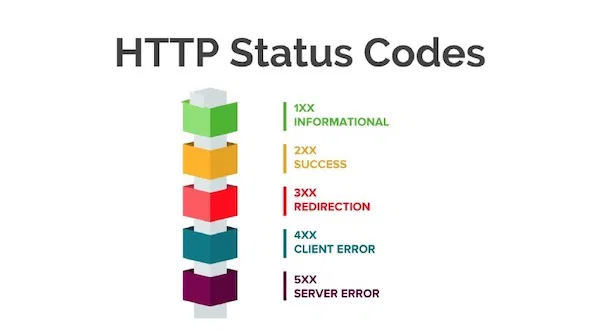 HTTP Status Codes
1XX
INFORMATIONAL
2XX
SUCCESS
3XX
REDIRECTION
4XX
CLIENT ERROR
5XX
SERVER ERROR